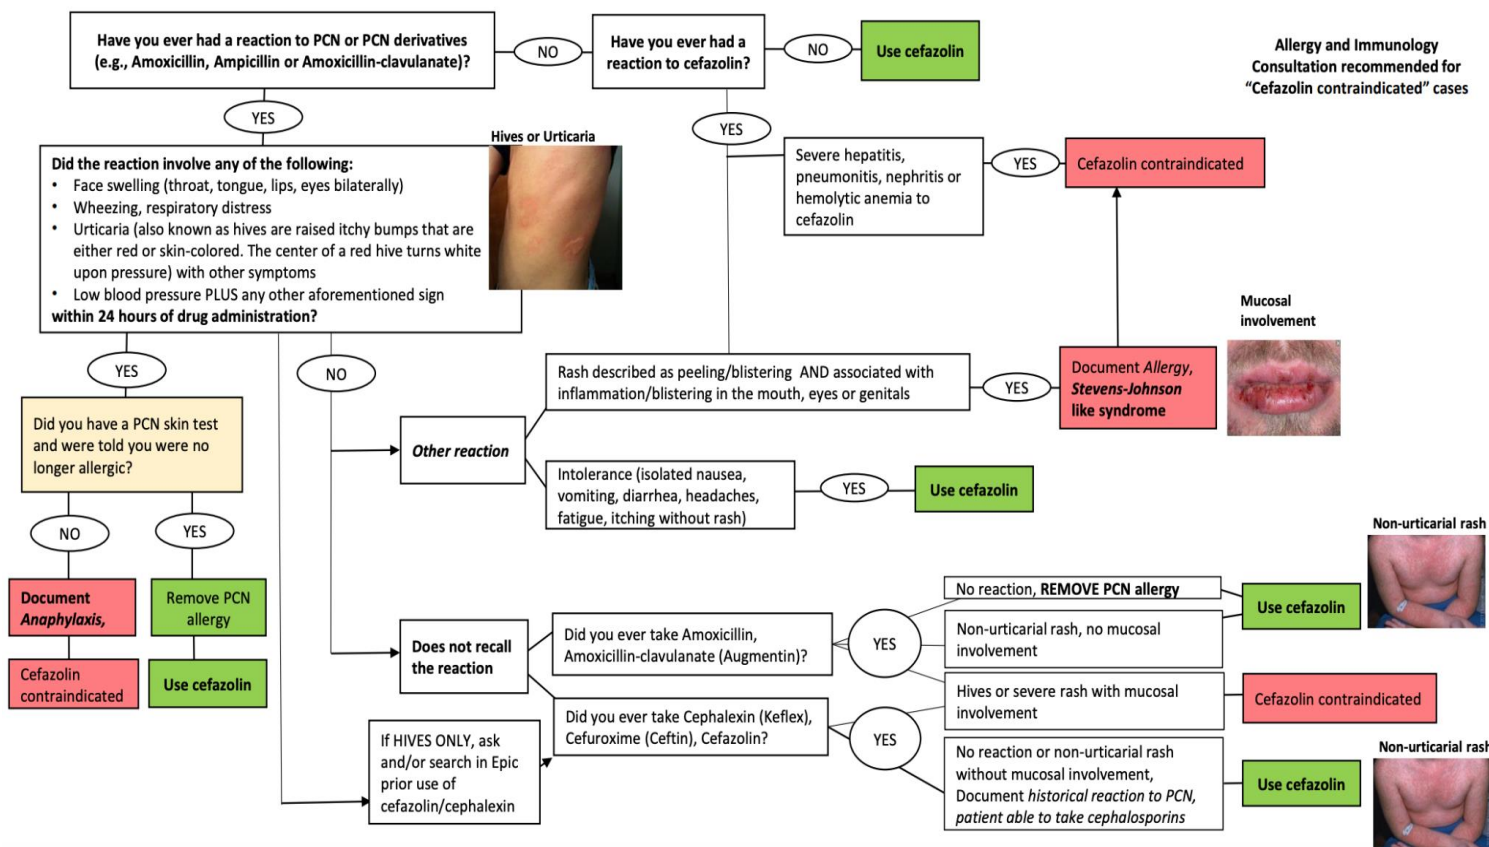 Have you ever had a reaction to PCN or PCN derivatives
(e.g., Amoxicillin, Ampicillin or Amoxicillin-clavulanate)?
NO
Have you ever had a
reaction to cefazolin?
NO
Use cefazolin
Allergy and Immunology
Consultation recommended for
“Cefazolin contraindicated” cases
YES
YES
Hives or Urticaria
Did the reaction involve any of the following:
• Face swelling (throat, tongue, lips, eyes bilaterally)
• Wheezing, respiratory distress
• Urticaria (also known as hives are raised itchy bumps that are
either red or skin-colored. The center of a red hive turns white
upon pressure) with other symptoms
• Low blood pressure PLUS any other aforementioned sign
within 24 hours of drug administration?
Severe hepatitis,
pneumonitis, nephritis or
hemolytic anemia to
cefazolin
YES
Cefazolin contraindicated
Mucosal
involvement
YES
NO
Rash described as peeling/blistering AND associated with
inflammation/blistering in the mouth, eyes or genitals
YES
Document Allergy,
Stevens-Johnson
like syndrome
Did you have a PCN skin test
and were told you were no
longer allergic?
Other reaction
Intolerance (isolated nausea,
vomiting, diarrhea, headaches,
fatigue, itching without rash)
YES
Use cefazolin
NO
YES
Document
Anaphylaxis,
Remove PCN
allergy
Cefazolin
contraindicated
Use cefazolin
Does not recall
the reaction
Did you ever take Amoxicillin,
Amoxicillin-clavulanate (Augmentin)?
YES
No reaction, REMOVE PCN allergy
Non-urticarial rash, no mucosal
involvement
Use cefazolin
Non-urticarial rash
Hives or severe rash with mucosal
involvement
Cefazolin contraindicated
If HIVES ONLY, ask
and/or search in Epic
prior use of
cefazolin/cephalexin
Did you ever take Cephalexin (Keflex),
Cefuroxime (Ceftin), Cefazolin?
YES
No reaction or non-urticarial rash
without mucosal involvement,
Document historical reaction to PCN,
patient able to take cephalosporins
Use cefazolin
Non-urticarial rash